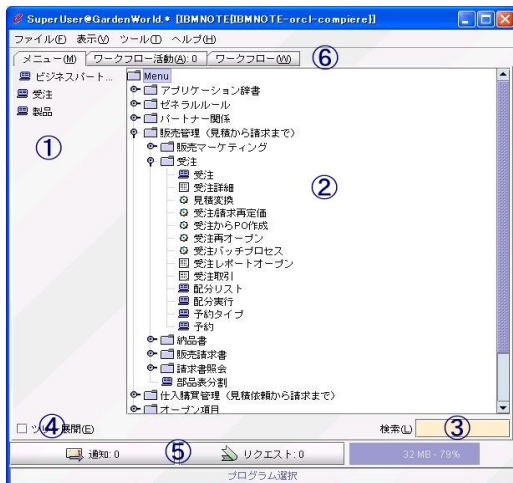 SuperUser@GardenWorld.* [[IBMNOTE{[IBMNOTE-orcl-compiere}]
ファイル(F) 表示(V) ツール(T) ヘルプ(H)
メニュー(M) ワークフロー活動(A): 0 ワークフロー(W) ⑥
ビジネスパート...
受注
製品
①
Menu
アプリケーション辞書
ゼネラルルール
パートナー関係
販売管理（見積から請求まで）
販売マーケティング
受注
受注
受注詳細
②
見積変換
受注/請求再定価
受注からPO作成
受注再オープン
受注バッチプロセス
受注レポートオープン
受注取引
配分リスト
配分実行
予約タイプ
予約
納品書
販売請求書
請求書照会
部品表分割
仕入購買管理（見積依頼から請求まで）
オープン項目
④ 展開(E) 検索(L) ③
通知: 0 ⑤ リクエスト: 0 32 MB - 79%
プログラム選択